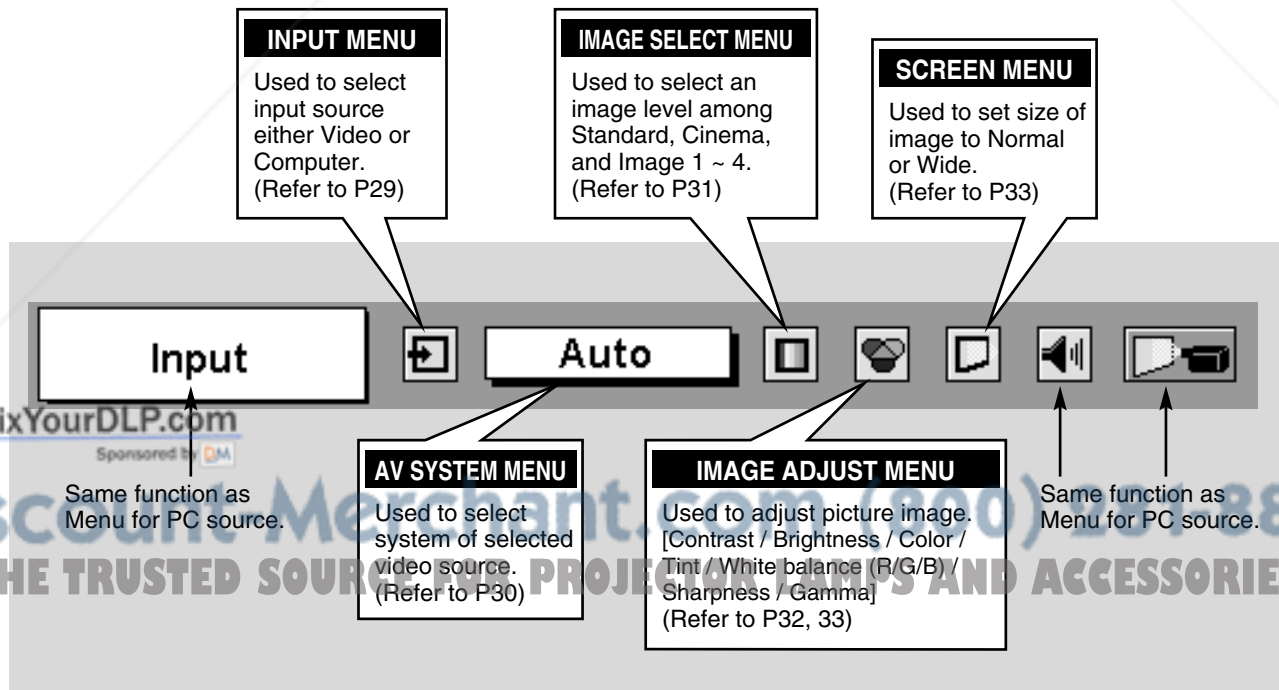 INPUT MENU
Used to select
input source
either Video or
Computer.
(Refer to P29)
IMAGE SELECT MENU
Used to select an
image level among
Standard, Cinema,
and Image 1 ~ 4.
(Refer to P31)
SCREEN MENU
Used to set size of
image to Normal
or Wide.
(Refer to P33)
Input
Auto
ixYourDLP.com
Sponsored by DM
Same function as
Menu for PC source.
AV SYSTEM MENU
Used to select
system of selected
video source.
(Refer to P30)
IMAGE ADJUST MENU
Used to adjust picture image.
[Contrast / Brightness / Color /
Tint / White balance (R/G/B) /
Sharpness / Gamma]
(Refer to P32, 33)
Same function as
Menu for PC source.
scount-Merchant.com (800) 281-88
HE TRUSTED SOURCE FOR PROJECTOR LAMPS AND ACCESSORIE